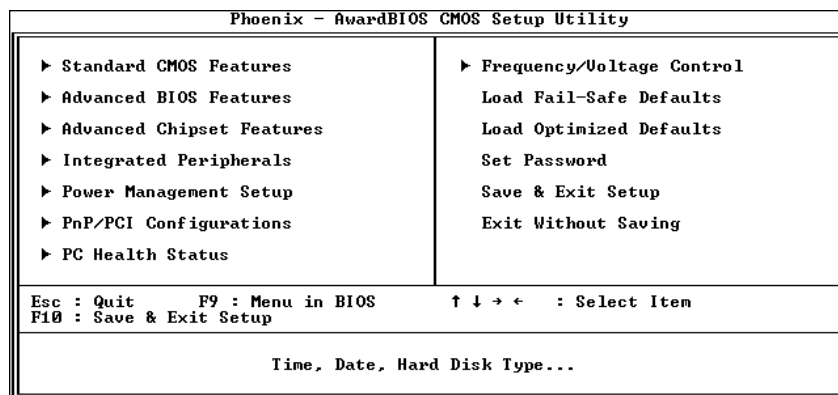 Phoenix - AwardBIOS CMOS Setup Utility
▶ Standard CMOS Features
▶ Advanced BIOS Features
▶ Advanced Chipset Features
▶ Integrated Peripherals
▶ Power Management Setup
▶ PnP/PCI Configurations
▶ PC Health Status
▶ Frequency/Voltage Control
Load Fail-Safe Defaults
Load Optimized Defaults
Set Password
Save & Exit Setup
Exit Without Saving
Esc : Quit F9 : Menu in BIOS ↑ ↓ → ← : Select Item
F10 : Save & Exit Setup
Time, Date, Hard Disk Type...